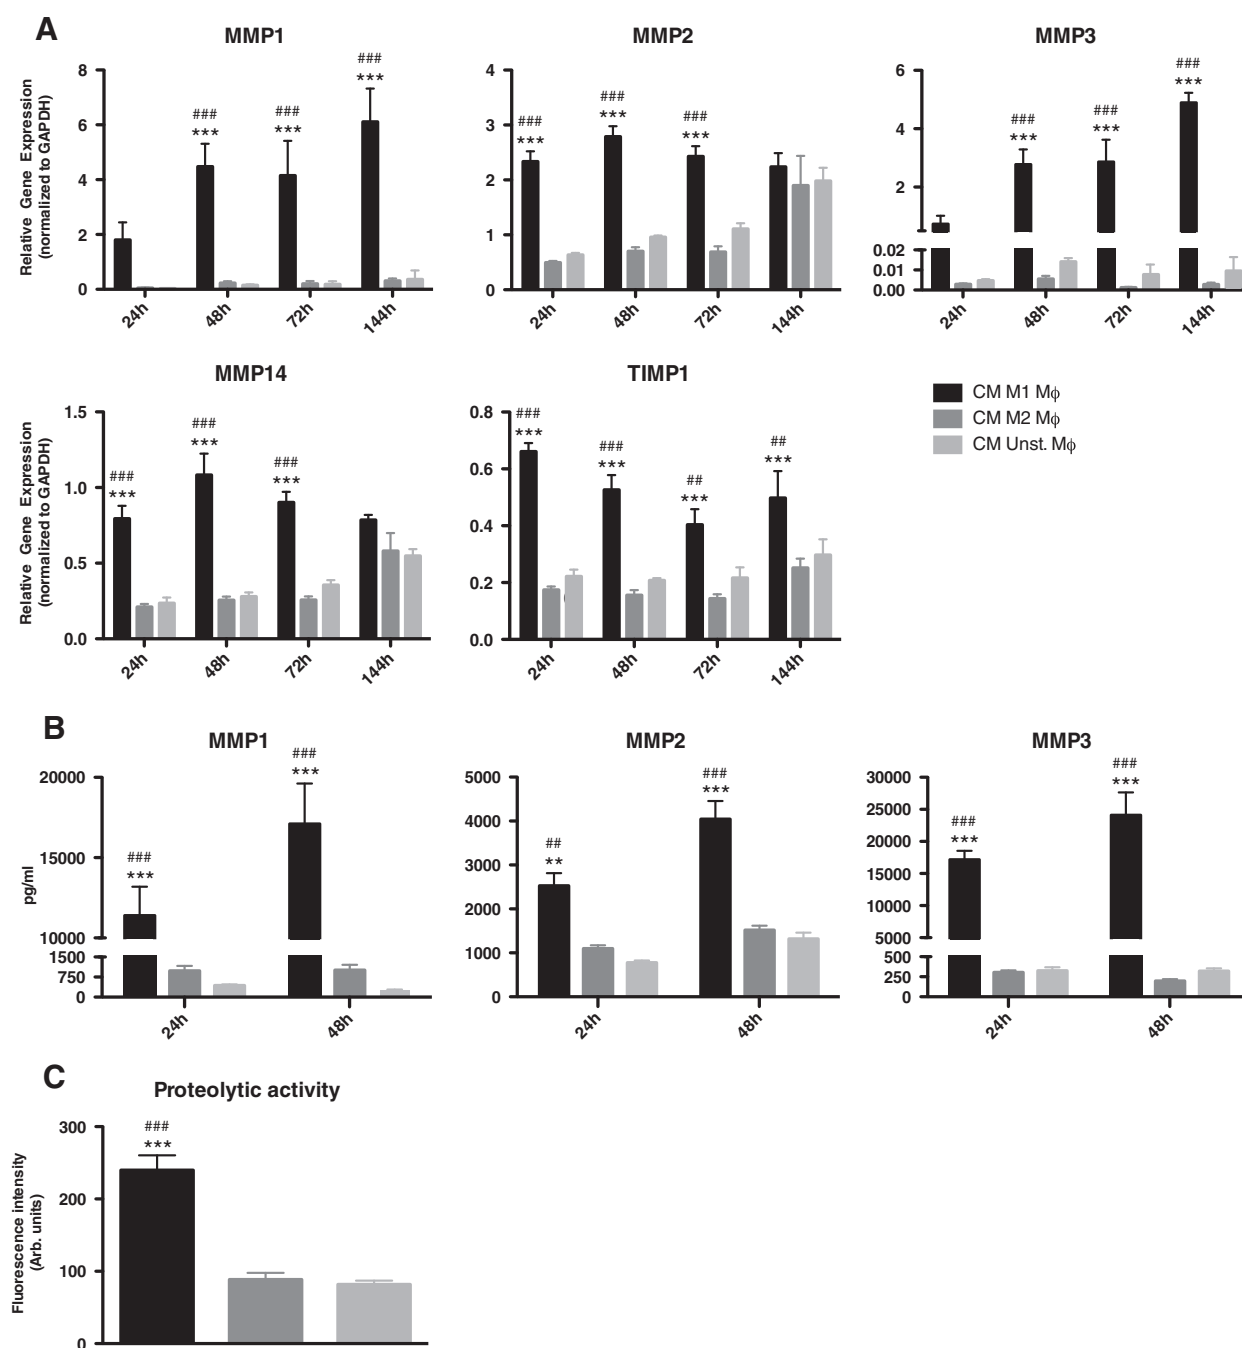 A
MMP1
MMP2
MMP3
Relative Gene Expression
(normalized to GAPDH)
8
6
4
2
0
###
***
###
***
###
***
24h
48h
72h
144h
4
3
2
1
0
###
***
###
***
###
***
24h
48h
72h
144h
6
4
2
0.02
0.01
0.00
###
***
###
***
###
***
24h
48h
72h
144h
MMP14
TIMP1
Relative Gene Expression
(normalized to GAPDH)
1.5
1.0
0.5
0.0
###
***
###
***
###
***
24h
48h
72h
144h
0.8
0.6
0.4
0.2
0.0
###
***
###
***
##
***
##
***
24h
48h
72h
144h
CM M1 Mϕ
CM M2 Mϕ
CM Unst. Mϕ
B
MMP1
MMP2
MMP3
pg/ml
20000
15000
10000
1500
750
0
###
***
###
***
24h
48h
5000
4000
3000
2000
1000
0
##
**
###
***
24h
48h
30000
25000
20000
15000
10000
5000
500
250
0
###
***
###
***
24h
48h
C
Proteolytic activity
Fluorescence intensity
(Arb. units)
300
200
100
0
###
***